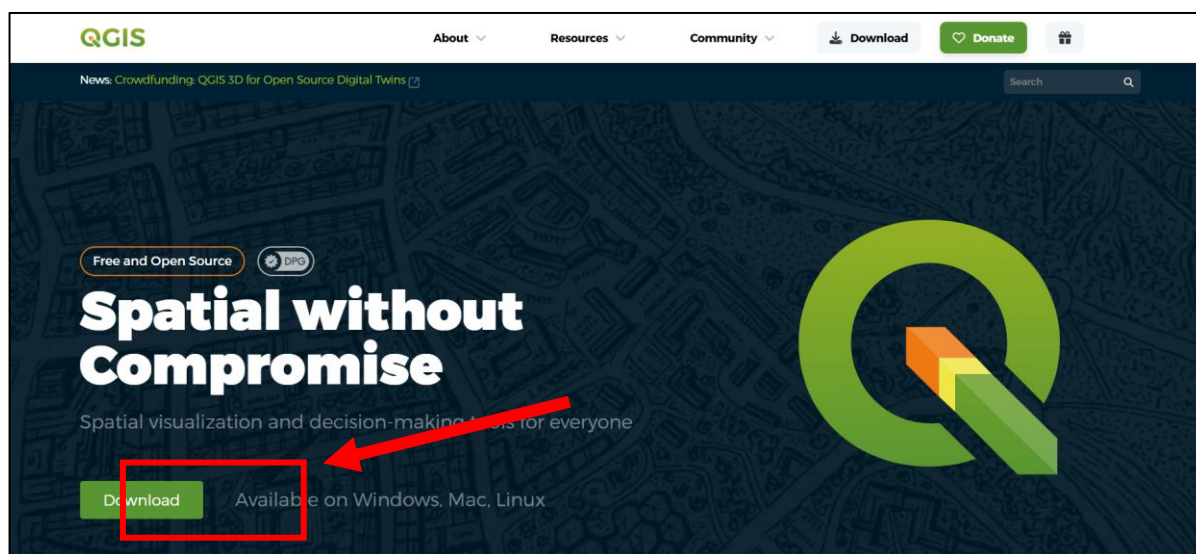 QGIS
About
Resources
Community
Download
Donate
News: Crowdfunding: QGIS 3D for Open Source Digital Twins
Search
Free and Open Source
DPG
Spatial without
Compromise
Spatial visualization and decision-making tools for everyone
Download
Available on Windows, Mac, Linux